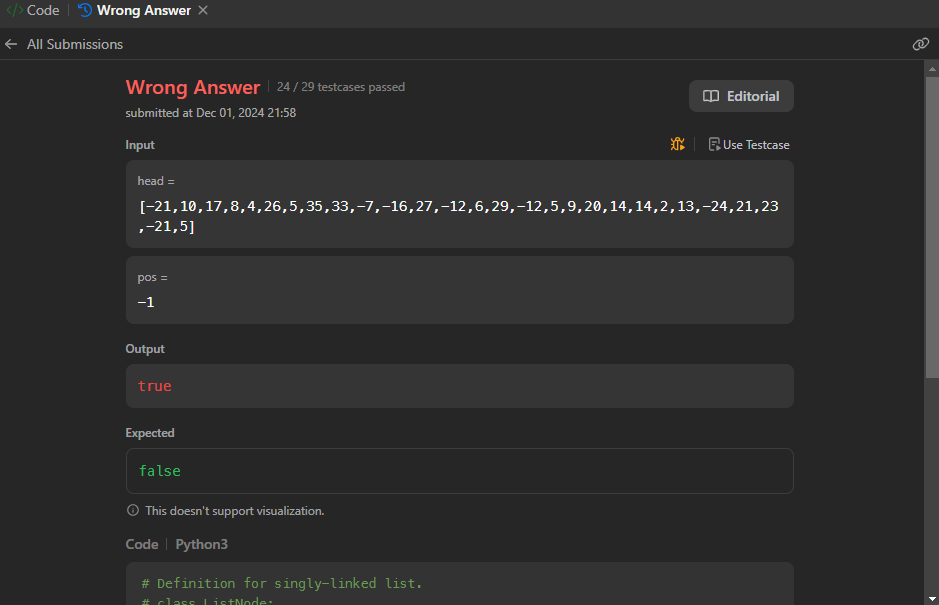 </> Code | Wrong Answer ×
← All Submissions
Wrong Answer | 24 / 29 testcases passed
Editorial
submitted at Dec 01, 2024 21:58
Input
Use Testcase
head =
[-21,10,17,8,4,26,5,35,33,-7,-16,27,-12,6,29,-12,5,9,20,14,14,2,13,-24,21,23
,-21,5]
pos =
-1
Output
true
Expected
false
This doesn't support visualization.
Code | Python3
# Definition for singly-linked list.
# class ListNode: